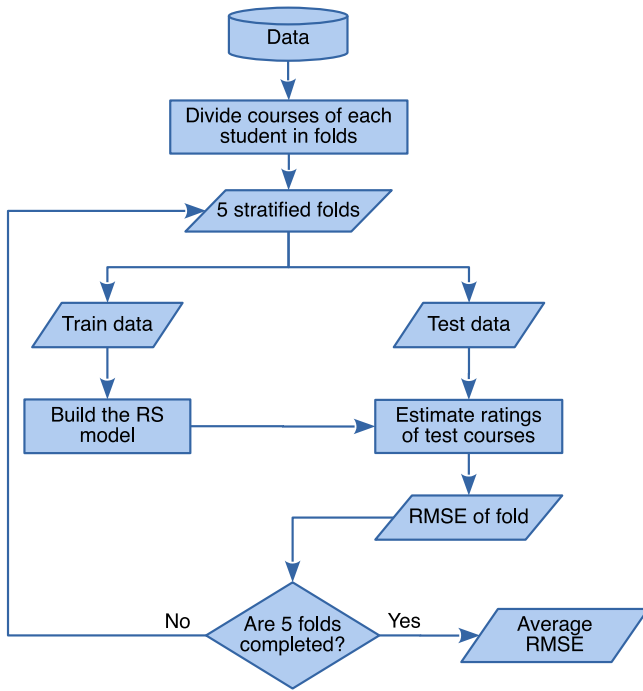 Data
Divide courses of each
student in folds
5 stratified folds
Train data
Test data
Build the RS
model
Estimate ratings
of test courses
RMSE of fold
No
Are 5 folds
completed?
Yes
Average
RMSE